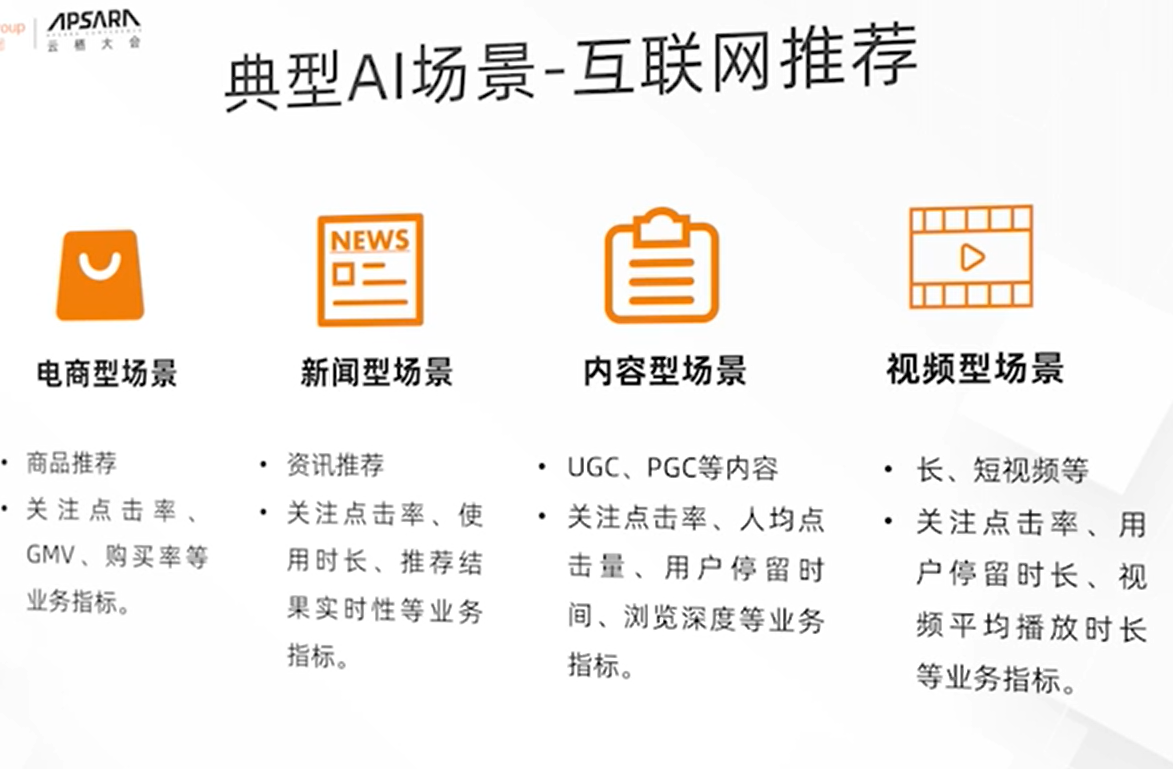 oup
APSARA
云栖大会
典型AI场景-互联网推荐
NEWS
电商型场景
• 商品推荐
• 关注点击率、
GMV、购买率等
业务指标。
新闻型场景
• 资讯推荐
• 关注点击率、使
用时长、推荐结
果实时性等业务
指标。
内容型场景
• UGC、PGC等内容
• 关注点击率、人均点
击量、用户停留时
间、浏览深度等业务
指标。
视频型场景
• 长、短视频等
• 关注点击率、用
户停留时长、视
频平均播放时长
等业务指标。